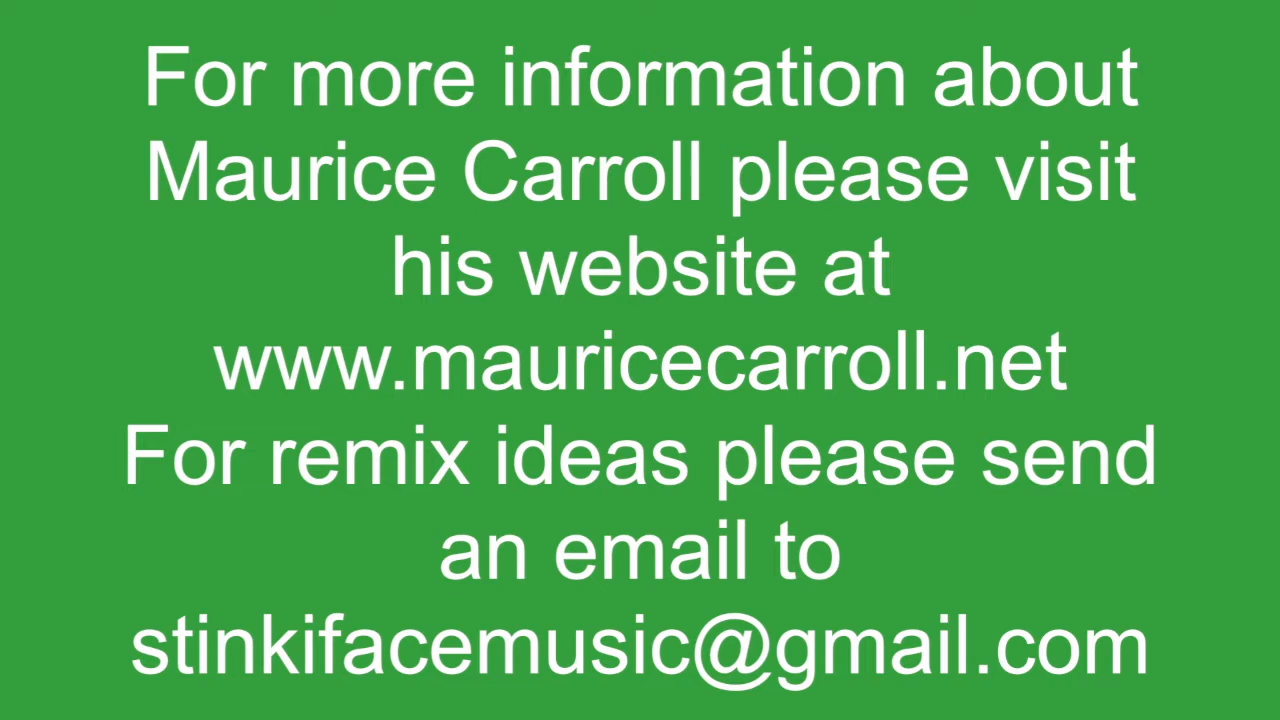 For more information about
Maurice Carroll please visit
his website at
www.mauricecarroll.net
For remix ideas please send
an email to
stinkifacemusic@gmail.com